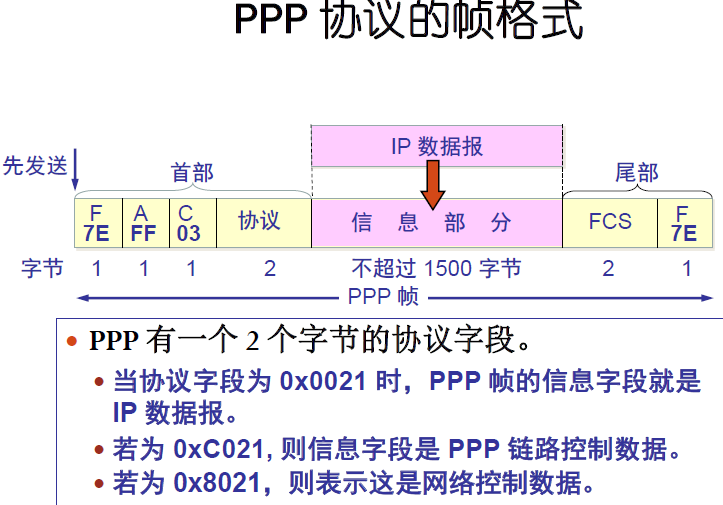 PPP 协议的帧格式
IP 数据报
先发送
首部
尾部
F A C 协议 信 息 部 分 FCS F
7E FF 03 7E
字节 1 1 1 2 不超过 1500 字节 2 1
PPP 帧
• PPP 有一个 2 个字节的协议字段。
• 当协议字段为 0x0021 时，PPP 帧的信息字段就是
IP 数据报。
• 若为 0xC021, 则信息字段是 PPP 链路控制数据。
• 若为 0x8021，则表示这是网络控制数据。